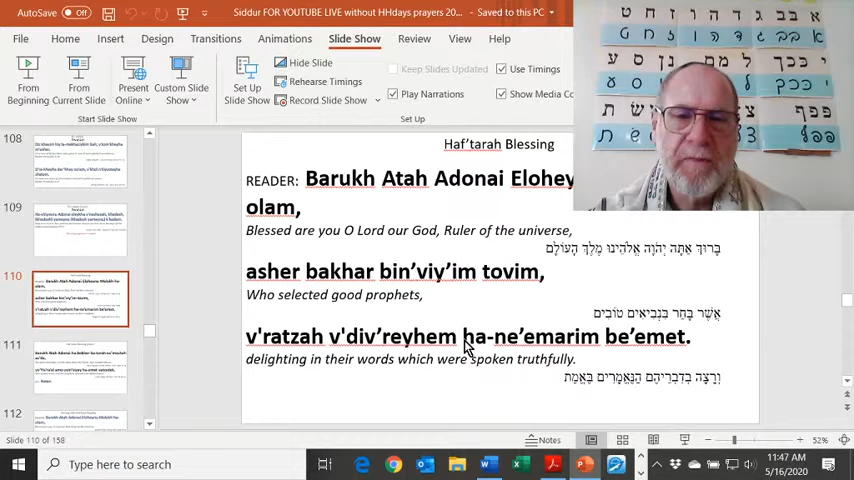 AutoSave Off Siddur FOR YOUTUBE LIVE without HHdays prayers 20... - Saved to this PC
File Home Insert Design Transitions Animations Slide Show Review View Help
From Beginning
From Current Slide
Present Online
Custom Slide Show
Set Up Slide Show
Hide Slide
Rehearse Timings
Record Slide Show
Keep Slides Updated
Play Narrations
Use Timings
Show Media Co
Start Slide Show
Set Up
108
109
110
111
112
Haf'tarah Blessing
READER: Barukh Atah Adonai Elohey
olam,
Blessed are you O Lord our God, Ruler of the universe,
בָּרוּךְ אַתָּה יְהֹוָה אֱלֹהֵינוּ מֶלֶךְ הָעוֹלָם
asher bakhar bin'viy'im tovim,
Who selected good prophets,
אֲשֶׁר בָּחַר בִּנְבִיאִים טוֹבִים
v'ratzah v'div'reyhem ha-ne'emarim be'emet.
delighting in their words which were spoken truthfully.
וְרָצָה בְדִבְרֵיהֶם הַנֶּאֱמָרִים בֶּאֱמֶת
Slide 110 of 158
Notes
52%
Type here to search
11:47 AM
5/16/2020
א ב ב ג ד ה ו ז ח ט